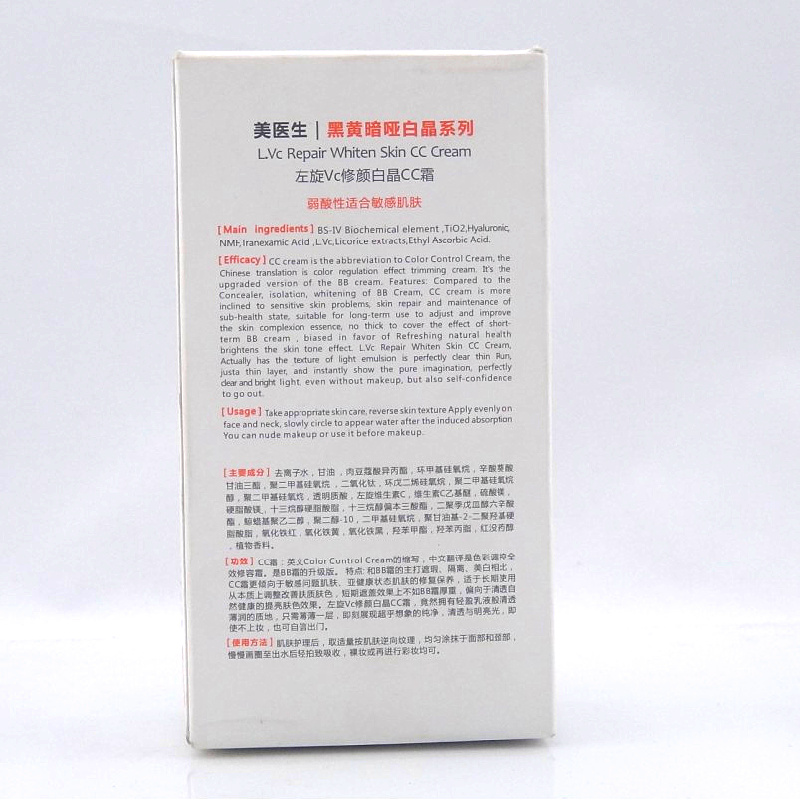 美医生 | 黑黄暗哑白晶系列
L.Vc Repair Whiten Skin CC Cream
左旋Vc修颜白晶CC霜
弱酸性适合敏感肌肤
[Main ingredients] BS-IV Biochemical element ,TiO2,Hyaluronic,
NMF,Iranexamic Acid ,L.Vc,Licorice extracts,Ethyl Ascorbic Acid.
[Efficacy] CC cream is the abbreviation to Color Control Cream, the
Chinese translation is color regulation effect trimming cream. It's the
upgraded version of the BB cream. Features: Compared to the
Concealer, isolation, whitening of BB Cream, CC cream is more
inclined to sensitive skin problems, skin repair and maintenance of
sub-health state, suitable for long-term use to adjust and improve
the skin complexion essence, no thick to cover the effect of short-
term BB cream , biased in favor of Refreshing natural health
brightens the skin tone effect. L.Vc Repair Whiten Skin CC Cream,
Actually has the texture of light emulsion is perfectly clear thin Run,
justa thin layer, and instantly show the pure imagination, perfectly
clear and bright light even without makeup, but also self-confidence
to go out.
[Usage] Take appropriate skin care, reverse skin texture Apply evenly on
face and neck, slowly circle to appear water after the induced absorption
You can nude makeup or use it before makeup.
[主要成分] 去离子水，甘油，肉豆蔻酸异丙酯，环甲基硅氧烷，辛酸葵酸
甘油三酯，聚二甲基硅氧烷，二氧化钛，环戊二烯硅氧烷，聚二甲基硅氧烷
醇，聚二甲基硅氧烷，透明质酸，左旋维生素C，维生素C乙基醚，硫酸镁，
硬脂酸镁，十三烷醇硬脂酸脂，十三烷醇偏本三酸酯，二聚季戊四醇六辛酸
酯，鲸蜡基聚乙二醇，聚二醇-10，二甲基硅氧烷，聚甘油基-2-二聚羟基硬
脂酸脂，氧化铁红，氧化铁黄，氧化铁黑，羟苯甲酯，羟苯丙脂，红没药醇
，植物香料。
[功效] CC霜：英文Color Control Cream的缩写，中文翻译是色彩调控全
效修容霜。是BB霜的升级版。 特点: 和BB霜的主打遮瑕、隔离、美白相比，
CC霜更倾向于敏感问题肌肤、亚健康状态肌肤的修复保养，适于长期使用
从本质上调整改善扶质肤色，短期遮盖效果上不如BB霜厚重，偏向于清透自
然健康的提亮肤色效果。左旋Vc修颜白晶CC霜，竟然拥有轻盈乳液般清透
薄润的质地，只需薄薄一层，即刻展现超乎想象的纯净，清透与明亮光，即
使不上妆，也可自言出门。
[使用方法] 肌肤护理后，取适量按肌肤逆向纹理，均匀涂抹于面部和颈部，
慢慢画圈至出水后轻拍致吸收，裸妆或再进行彩妆均可。